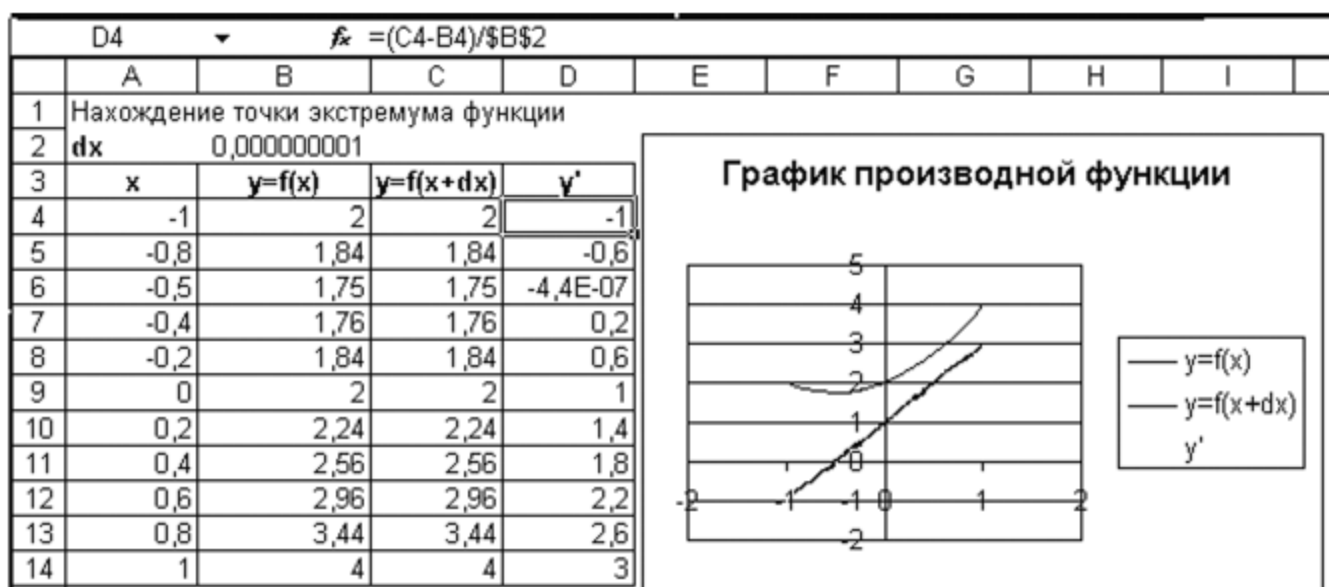 D4 fx =(C4-B4)/$B$2
A B C D E F G H I
1 Нахождение точки экстремума функции
2 dx 0,000000001
3 x y=f(x) y=f(x+dx) y'
4 -1 2 2 -1
5 -0,8 1,84 1,84 -0,6
6 -0,5 1,75 1,75 -4,4E-07
7 -0,4 1,76 1,76 0,2
8 -0,2 1,84 1,84 0,6
9 0 2 2 1
10 0,2 2,24 2,24 1,4
11 0,4 2,56 2,56 1,8
12 0,6 2,96 2,96 2,2
13 0,8 3,44 3,44 2,6
14 1 4 4 3
График производной функции
5
4
3
2
1
0
-2 -1 -1 0 1 2
-2
y=f(x)
y=f(x+dx)
y'